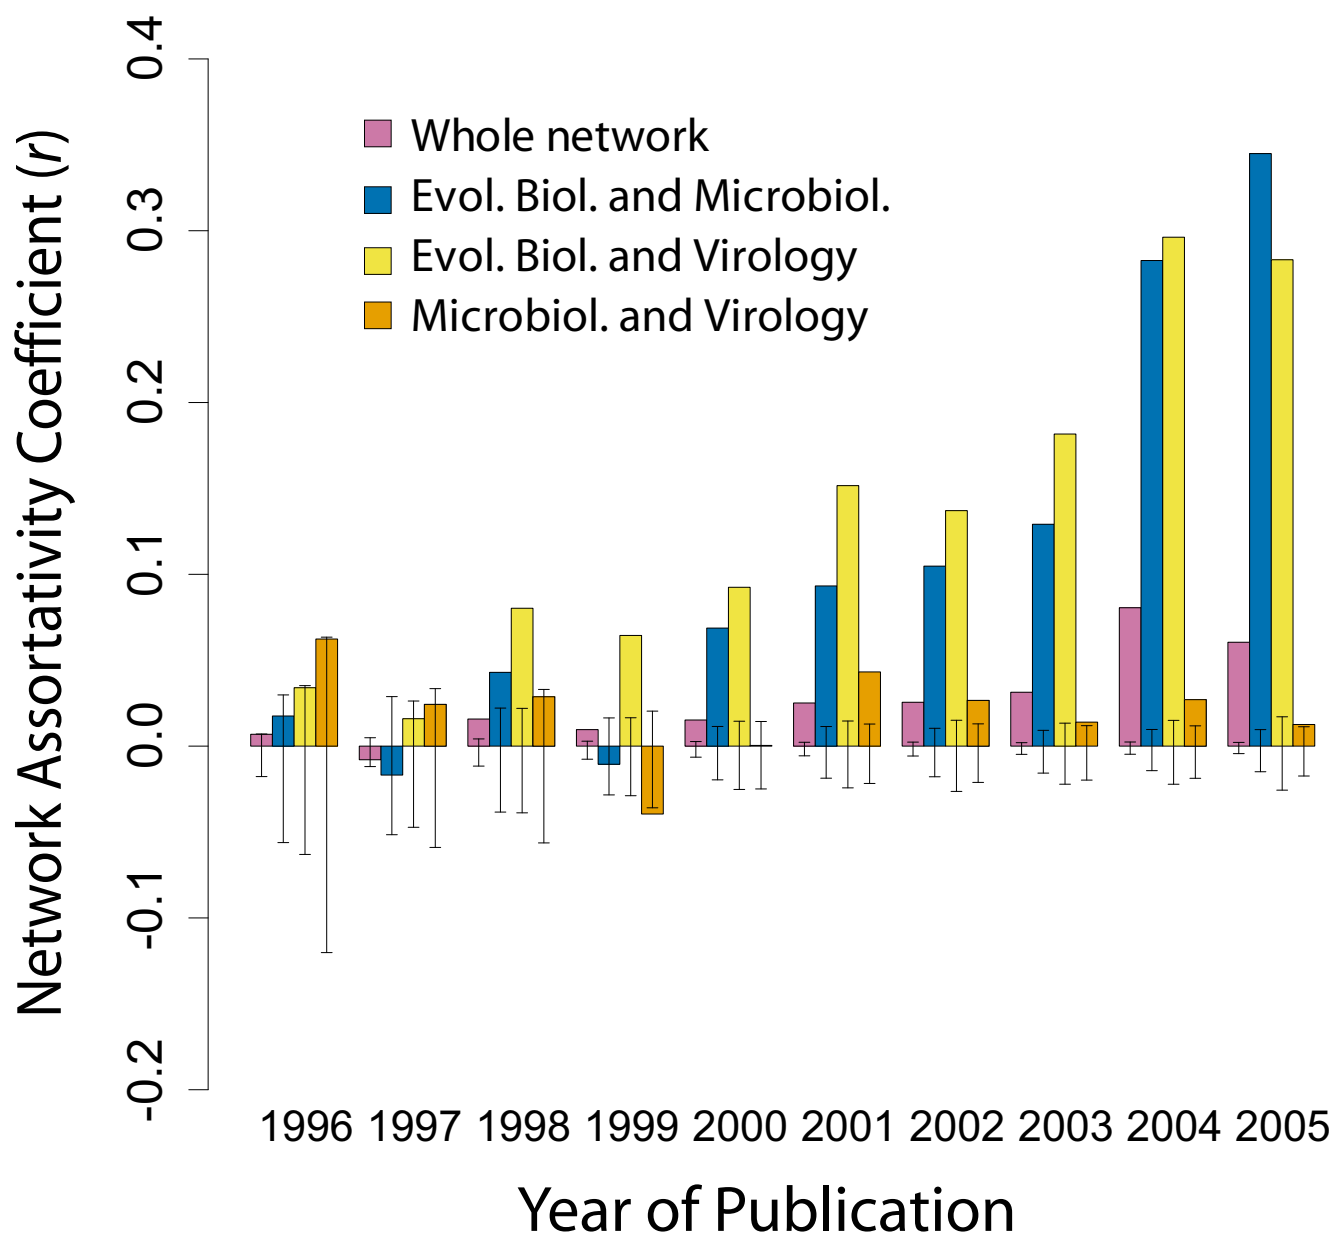 Network Assortativity Coefficient (r)
0.4
0.3
0.2
0.1
0.0
-0.1
-0.2
Whole network
Evol. Biol. and Microbiol.
Evol. Biol. and Virology
Microbiol. and Virology
1996 1997 1998 1999 2000 2001 2002 2003 2004 2005
Year of Publication